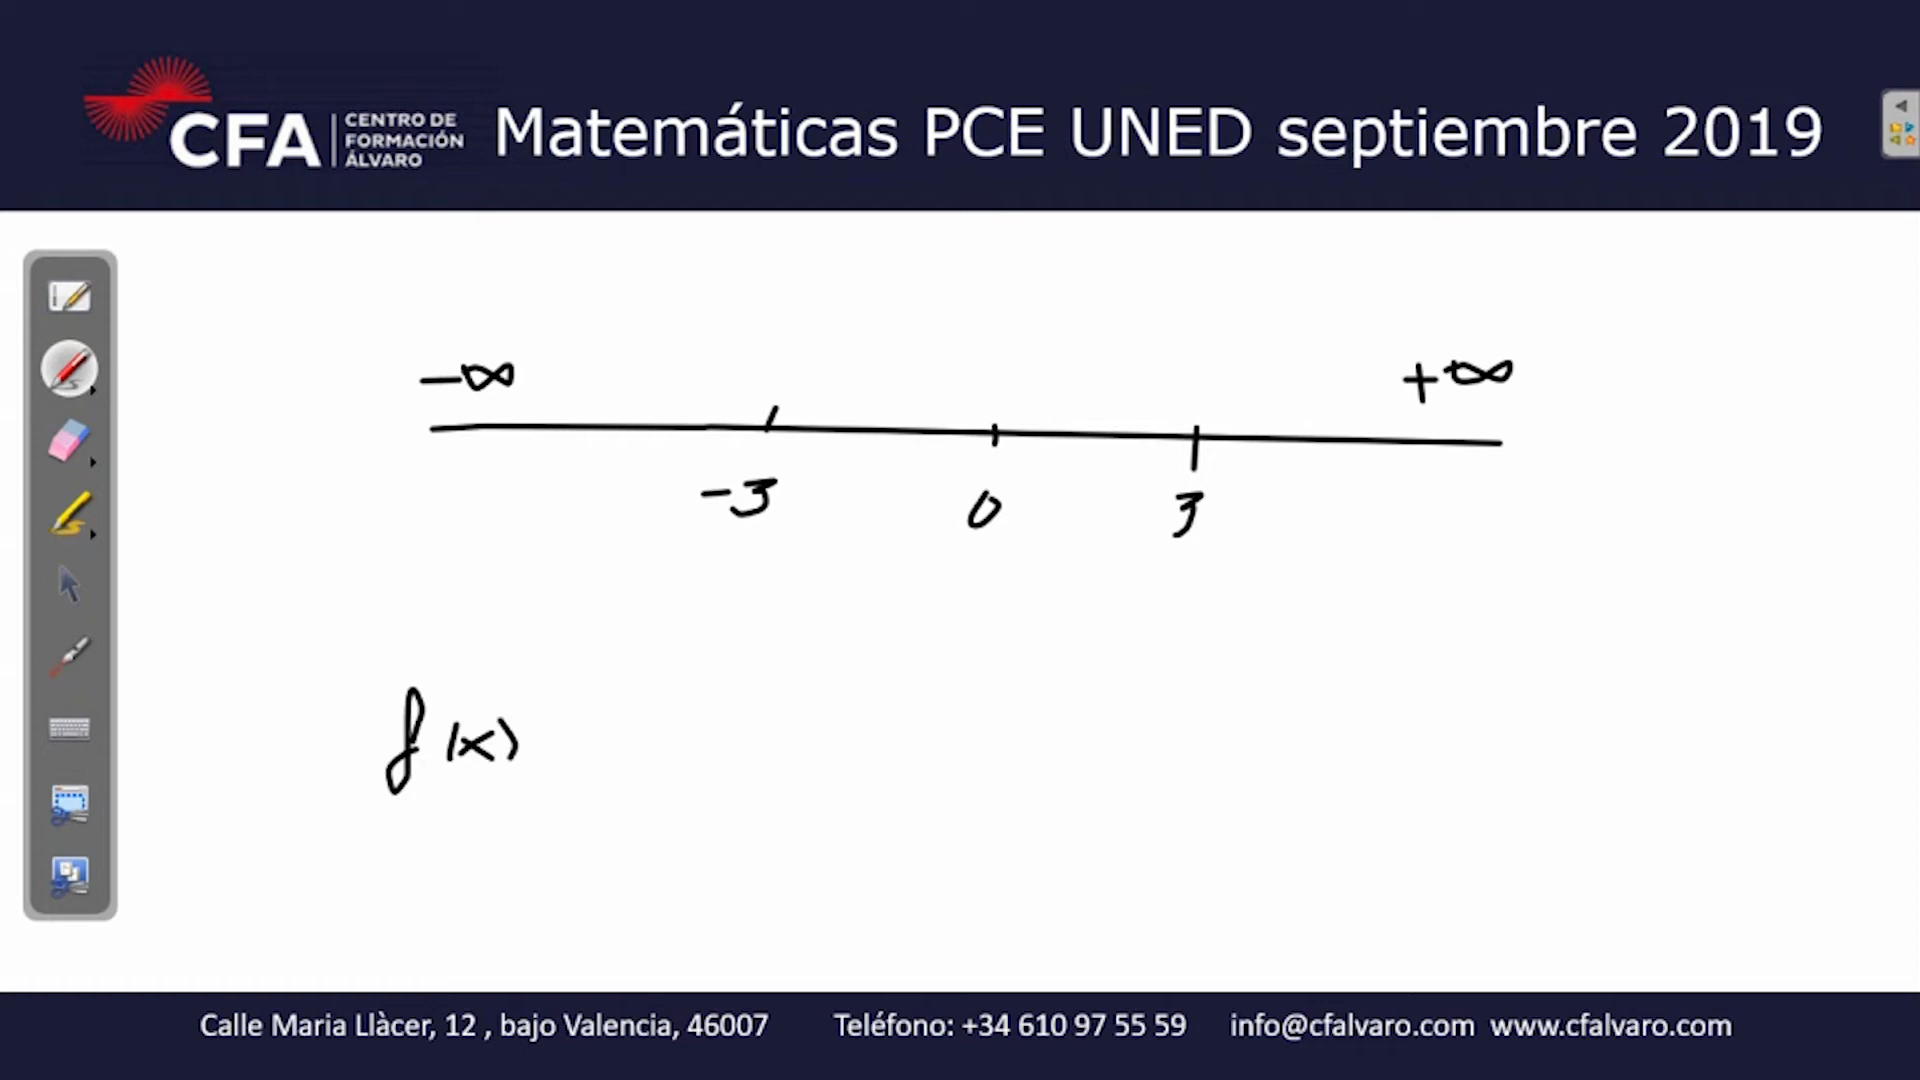 CFA
CENTRO DE
FORMACIÓN
ÁLVARO
Matemáticas PCE UNED septiembre 2019
-∞ +∞
-3 0 3
f(x)
Calle Maria Llàcer, 12 , bajo Valencia, 46007 Teléfono: +34 610 97 55 59 info@cfalvaro.com www.cfalvaro.com